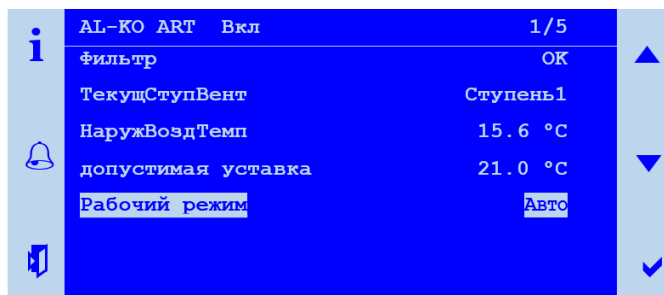 AL-KO ART Вкл 1/5
Фильтр OK
ТекущСтупВент Ступень1
НаружВоздТемп 15.6 °C
допустимая уставка 21.0 °C
Рабочий режим Авто